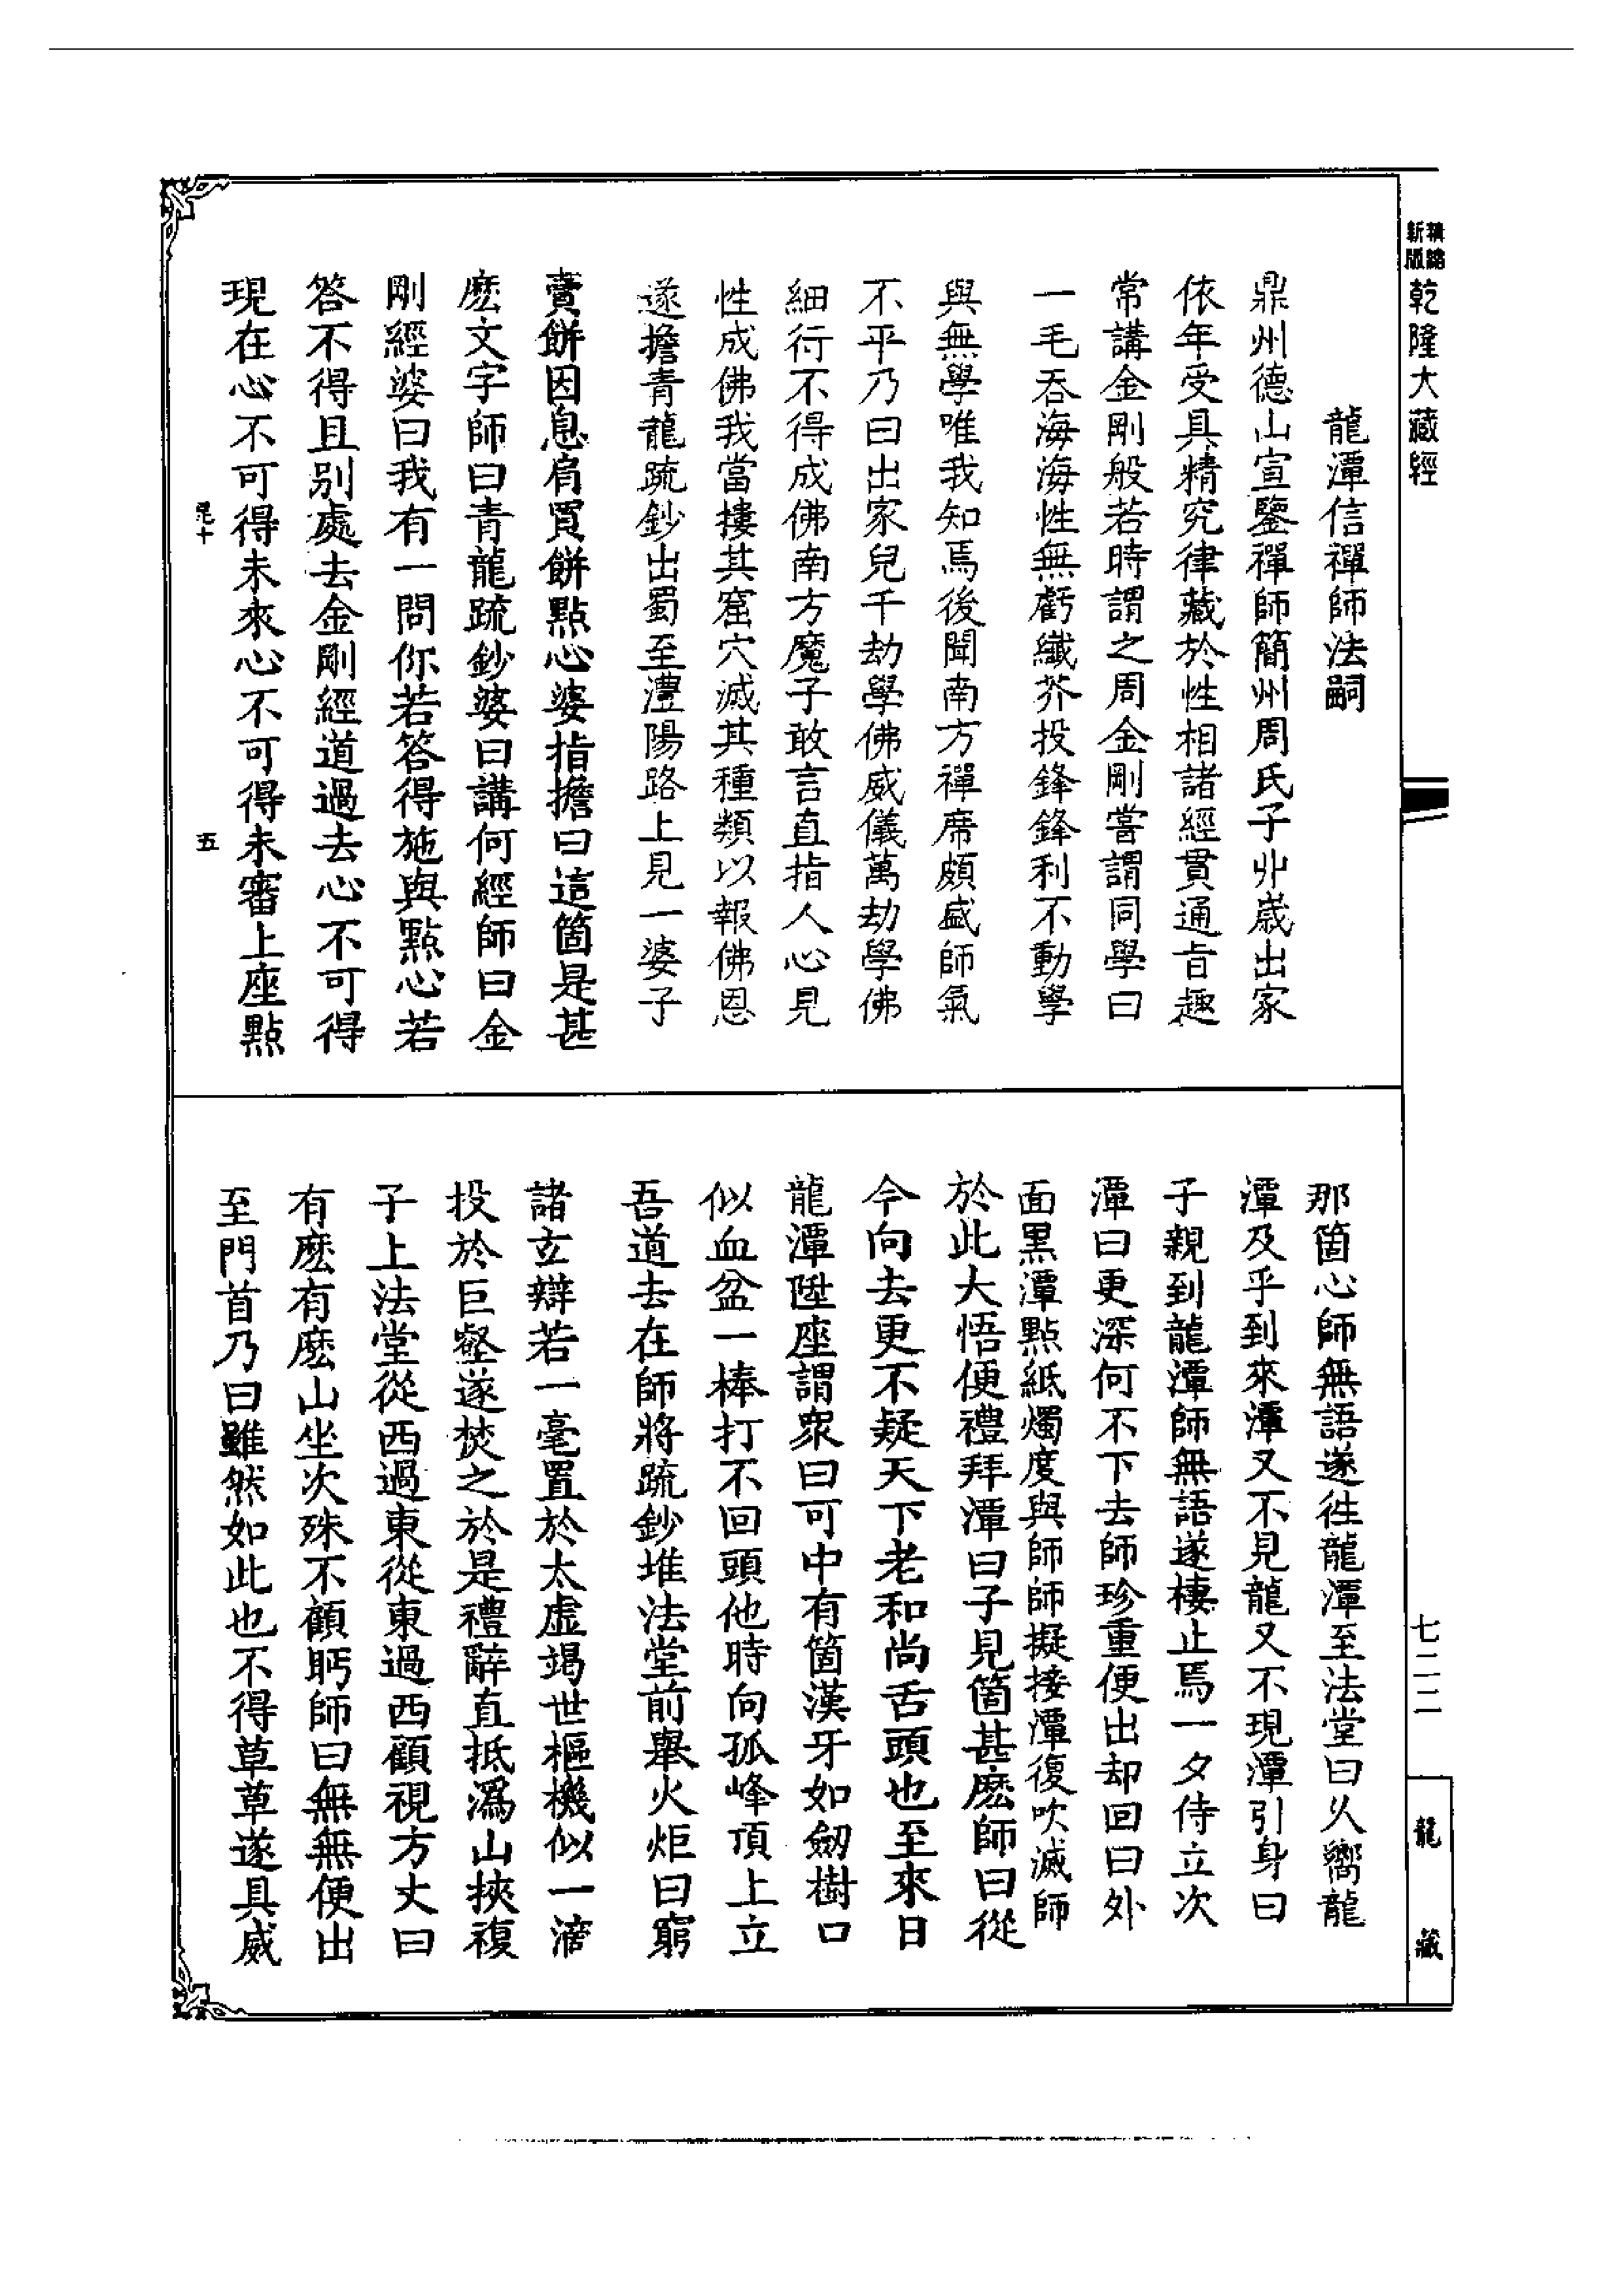 新版
乾隆大藏經
龍潭信禪師法嗣
鼎州德山宣鑒禪師簡州周氏子丱歲出家
依年受具精究律藏於性相諸經貫通旨趣
常講金剛般若時謂之周金剛嘗謂同學曰
一毛吞海海性無虧纖芥投鋒鋒利不動學
與無學唯我知焉後聞南方禪席頗盛師氣
不平乃曰出家兒千劫學佛威儀萬劫學佛
細行不得成佛南方魔子敢言直指人心見
性成佛我當摟其窟穴滅其種類以報佛恩
遂擔青龍疏鈔出蜀至澧陽路上見一婆子
賣餅因息肩買餅點心婆指擔曰這箇是甚
麽文字師曰青龍疏鈔婆曰講何經師曰金
剛經婆曰我有一問你若答得施與點心若
答不得且別處去金剛經道過去心不可得
現在心不可得未來心不可得未審上座點
五
那箇心師無語遂往龍潭至法堂曰久嚮龍
潭及乎到來潭又不見龍又不現潭引身曰
子親到龍潭師無語遂棲止焉一夕侍立次
潭曰更深何不下去師珍重便出却回曰外
面黑潭點紙燭度與師師擬接潭復吹滅師
於此大悟便禮拜潭曰子見箇甚麽師曰從
今向去更不疑天下老和尚舌頭也至來日
龍潭陞座謂眾曰可中有箇漢牙如劒樹口
似血盆一棒打不回頭他時向孤峰頂上立
吾道去在師將疏鈔堆法堂前舉火炬曰窮
諸玄辯若一毫置於太虛竭世樞機似一滴
投於巨壑遂焚之於是禮辭直抵溈山挾複
子上法堂從西過東從東過西顧視方丈曰
有麽有麽山坐次殊不顧眄師曰無無便出
至門首乃曰雖然如此也不得草草遂具威
七二二
龍藏